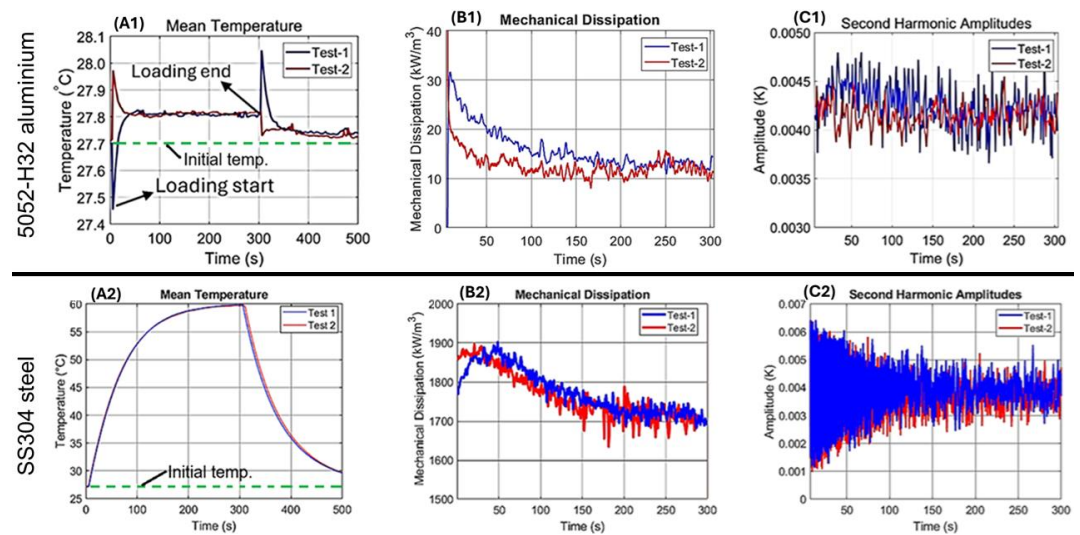 5052-H32 aluminium
(A1)
Mean Temperature
Temperature (°C)
28.1
28.0
27.9
27.8
27.7
27.6
27.5
27.4
Test-1
Test-2
Loading end
Initial temp.
Loading start
0 100 200 300 400 500
Time (s)
(B1)
Mechanical Dissipation
Mechanical Dissipation (kW/m³)
40
30
20
10
0
Test-1
Test-2
50 100 150 200 250 300
Time (s)
(C1)
Second Harmonic Amplitudes
Amplitude (K)
0.0050
0.0045
0.0040
0.0035
0.0030
Test-1
Test-2
50 100 150 200 250 300
Time (s)
SS304 steel
(A2)
Mean Temperature
Temperature (°C)
60
55
50
45
40
35
30
25
Test 1
Test 2
Initial temp.
0 100 200 300 400 500
Time (s)
(B2)
Mechanical Dissipation
Mechanical Dissipation (kW/m³)
2000
1900
1800
1700
1600
1500
Test-1
Test-2
50 100 150 200 250 300
Time (s)
(C2)
Second Harmonic Amplitudes
Amplitude (K)
0.007
0.006
0.005
0.004
0.003
0.002
0.001
0
Test-1
Test-2
50 100 150 200 250 300
Time (s)